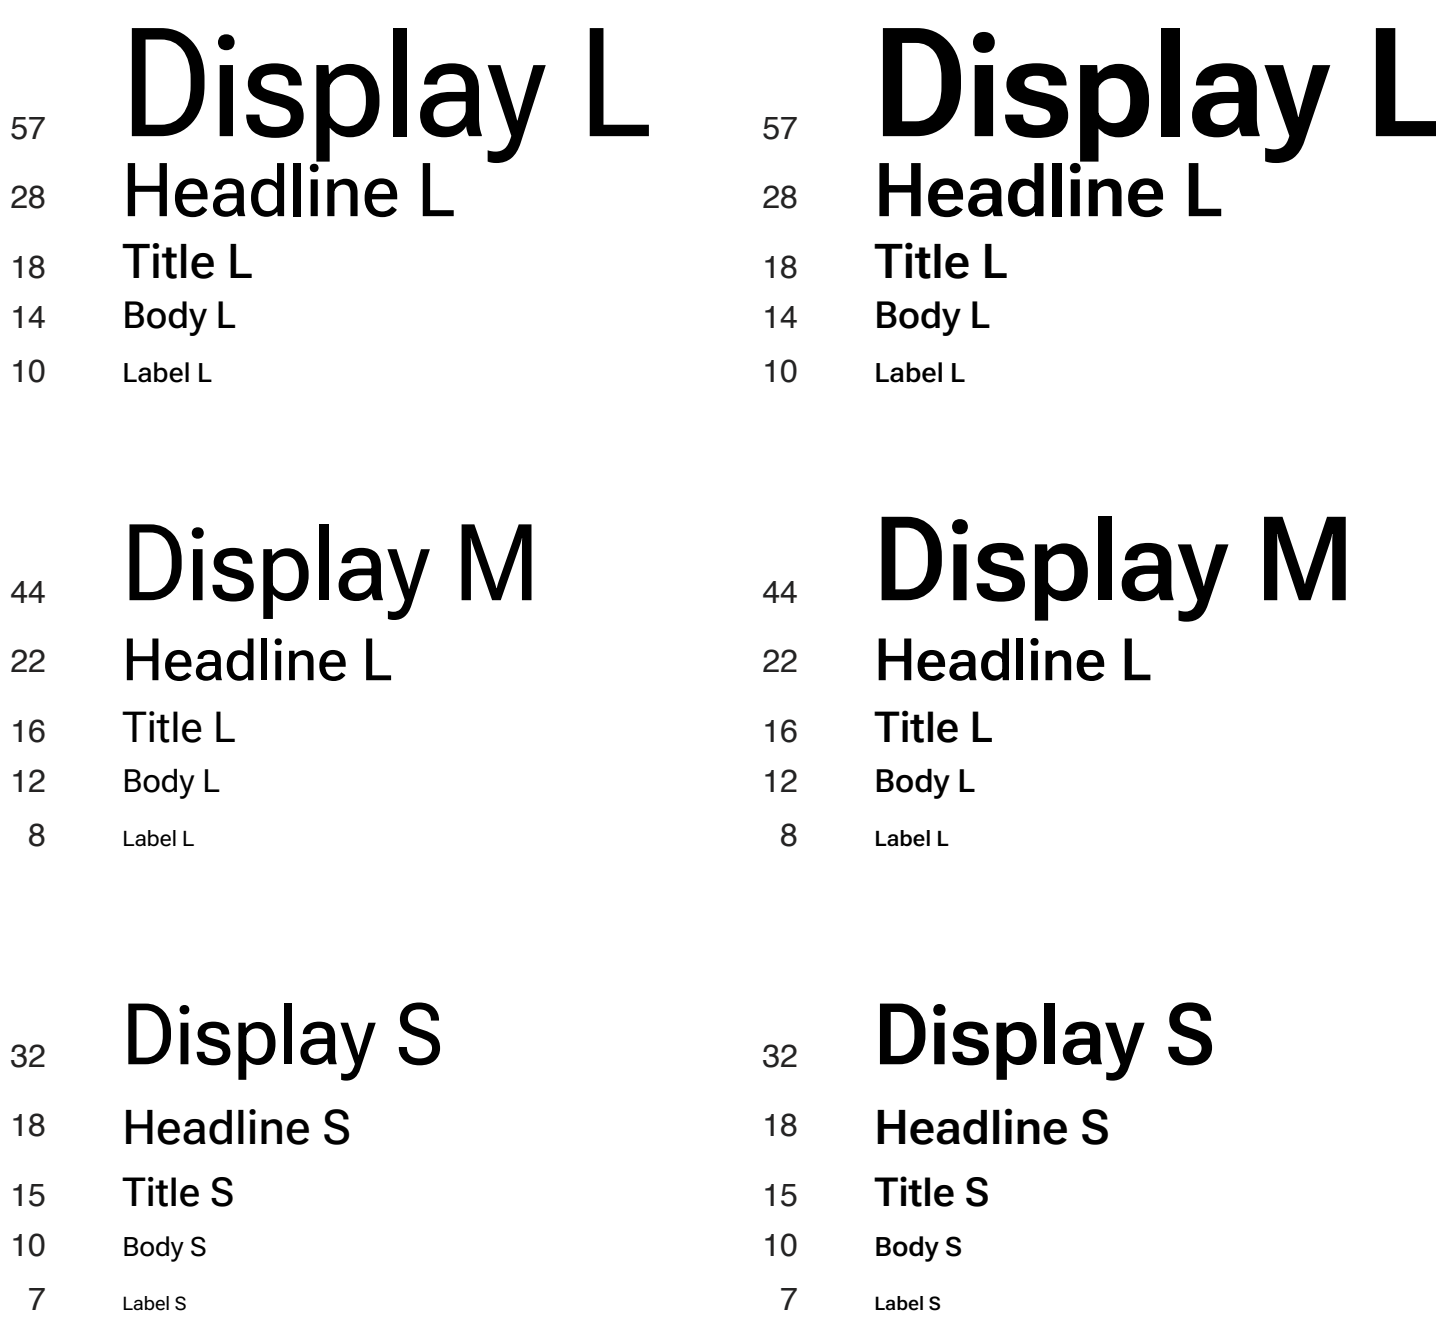 57 Display L 57 Display L
28 Headline L 28 Headline L
18 Title L 18 Title L
14 Body L 14 Body L
10 Label L 10 Label L
44 Display M 44 Display M
22 Headline L 22 Headline L
16 Title L 16 Title L
12 Body L 12 Body L
8 Label L 8 Label L
32 Display S 32 Display S
18 Headline S 18 Headline S
15 Title S 15 Title S
10 Body S 10 Body S
7 Label S 7 Label S